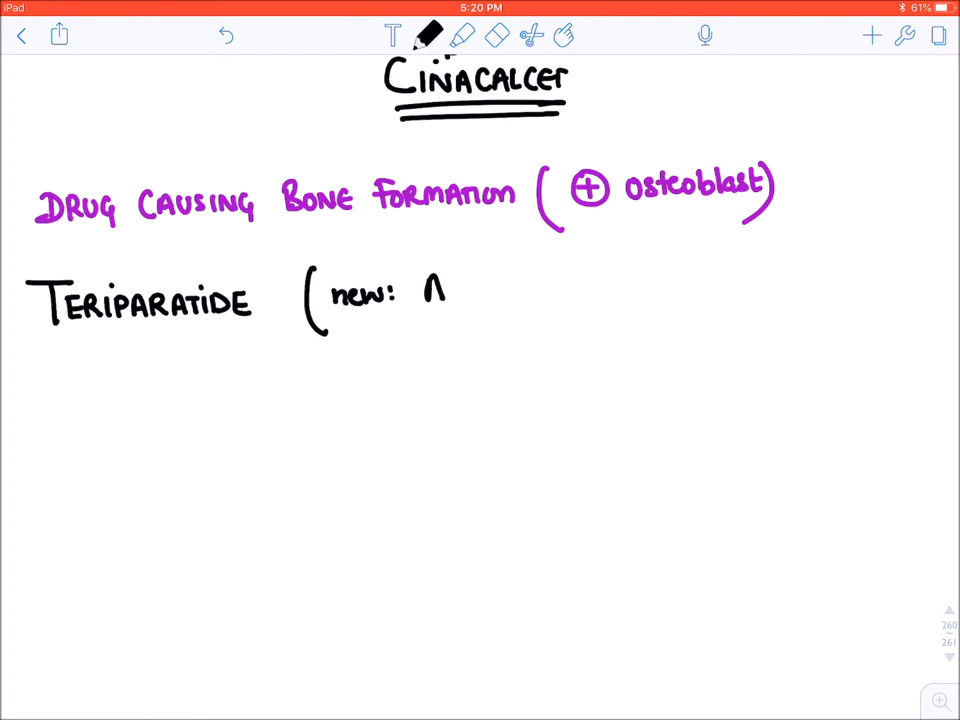 iPad 5:20 PM 61%
CINACALCET
DRUG CAUSING BONE FORMATION ( + osteoblast)
TERIPARATIDE (new:
260
261